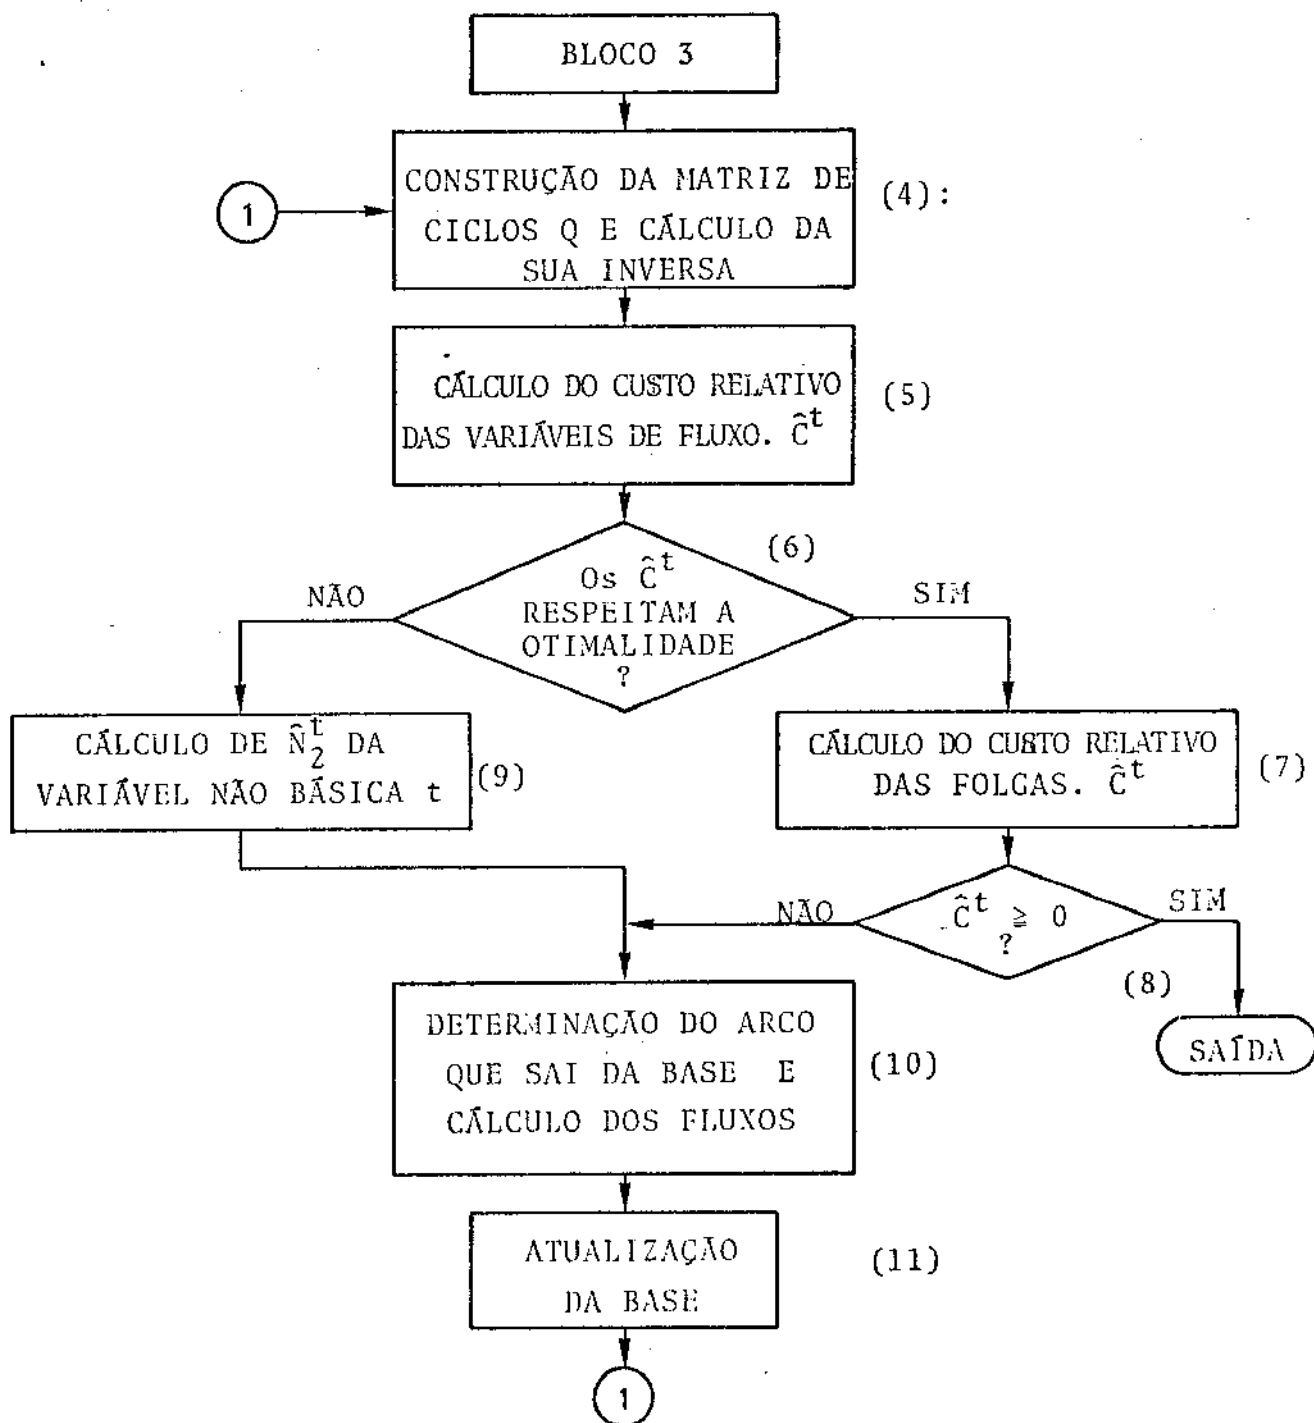 BLOCO 3
CONSTRUÇÃO DA MATRIZ DE
CICLOS Q E CÁLCULO DA
SUA INVERSA
(4):
1
CÁLCULO DO CUSTO RELATIVO
DAS VARIÁVEIS DE FLUXO. Ĉᵗ
(5)
(6)
Os Ĉᵗ
RESPEITAM A
OTIMALIDADE
?
NÃO
SIM
CÁLCULO DE N̂₂ᵗ DA
VARIÁVEL NÃO BÁSICA t
(9)
CÁLCULO DO CUSTO RELATIVO
DAS FOLGAS. Ĉᵗ
(7)
NÃO
Ĉᵗ ≧ 0
?
SIM
(8)
SAÍDA
DETERMINAÇÃO DO ARCO
QUE SAI DA BASE E
CÁLCULO DOS FLUXOS
(10)
ATUALIZAÇÃO
DA BASE
(11)
1